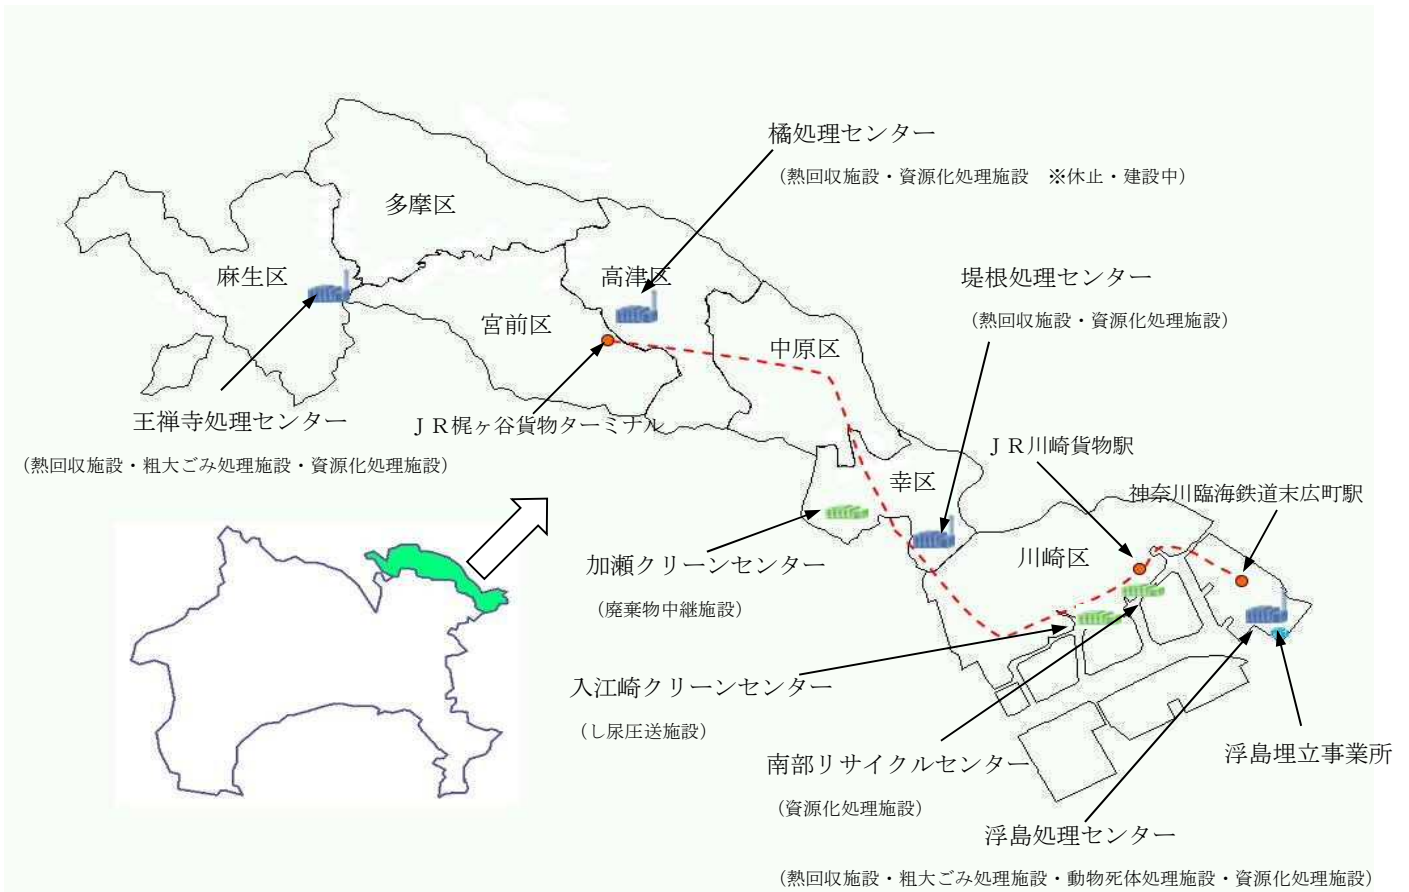 橘処理センター
（熱回収施設・資源化処理施設　※休止・建設中）
多摩区
麻生区
高津区
堤根処理センター
（熱回収施設・資源化処理施設）
宮前区
中原区
王禅寺処理センター
（熱回収施設・粗大ごみ処理施設・資源化処理施設）
ＪＲ梶ヶ谷貨物ターミナル
ＪＲ川崎貨物駅
幸区
神奈川臨海鉄道末広町駅
加瀬クリーンセンター
（廃棄物中継施設）
川崎区
入江崎クリーンセンター
（し尿圧送施設）
南部リサイクルセンター
（資源化処理施設）
浮島埋立事業所
浮島処理センター
（熱回収施設・粗大ごみ処理施設・動物死体処理施設・資源化処理施設）